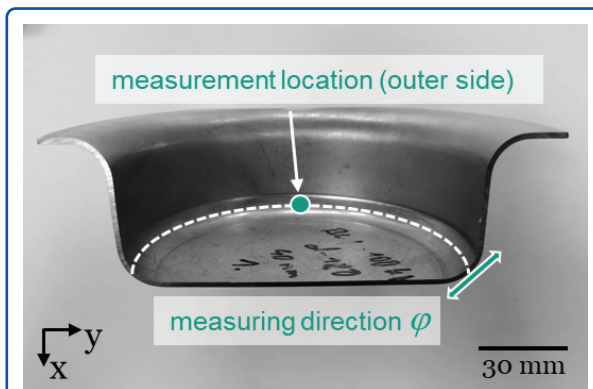 measurement location (outer side)
measuring direction φ
y
x
30 mm